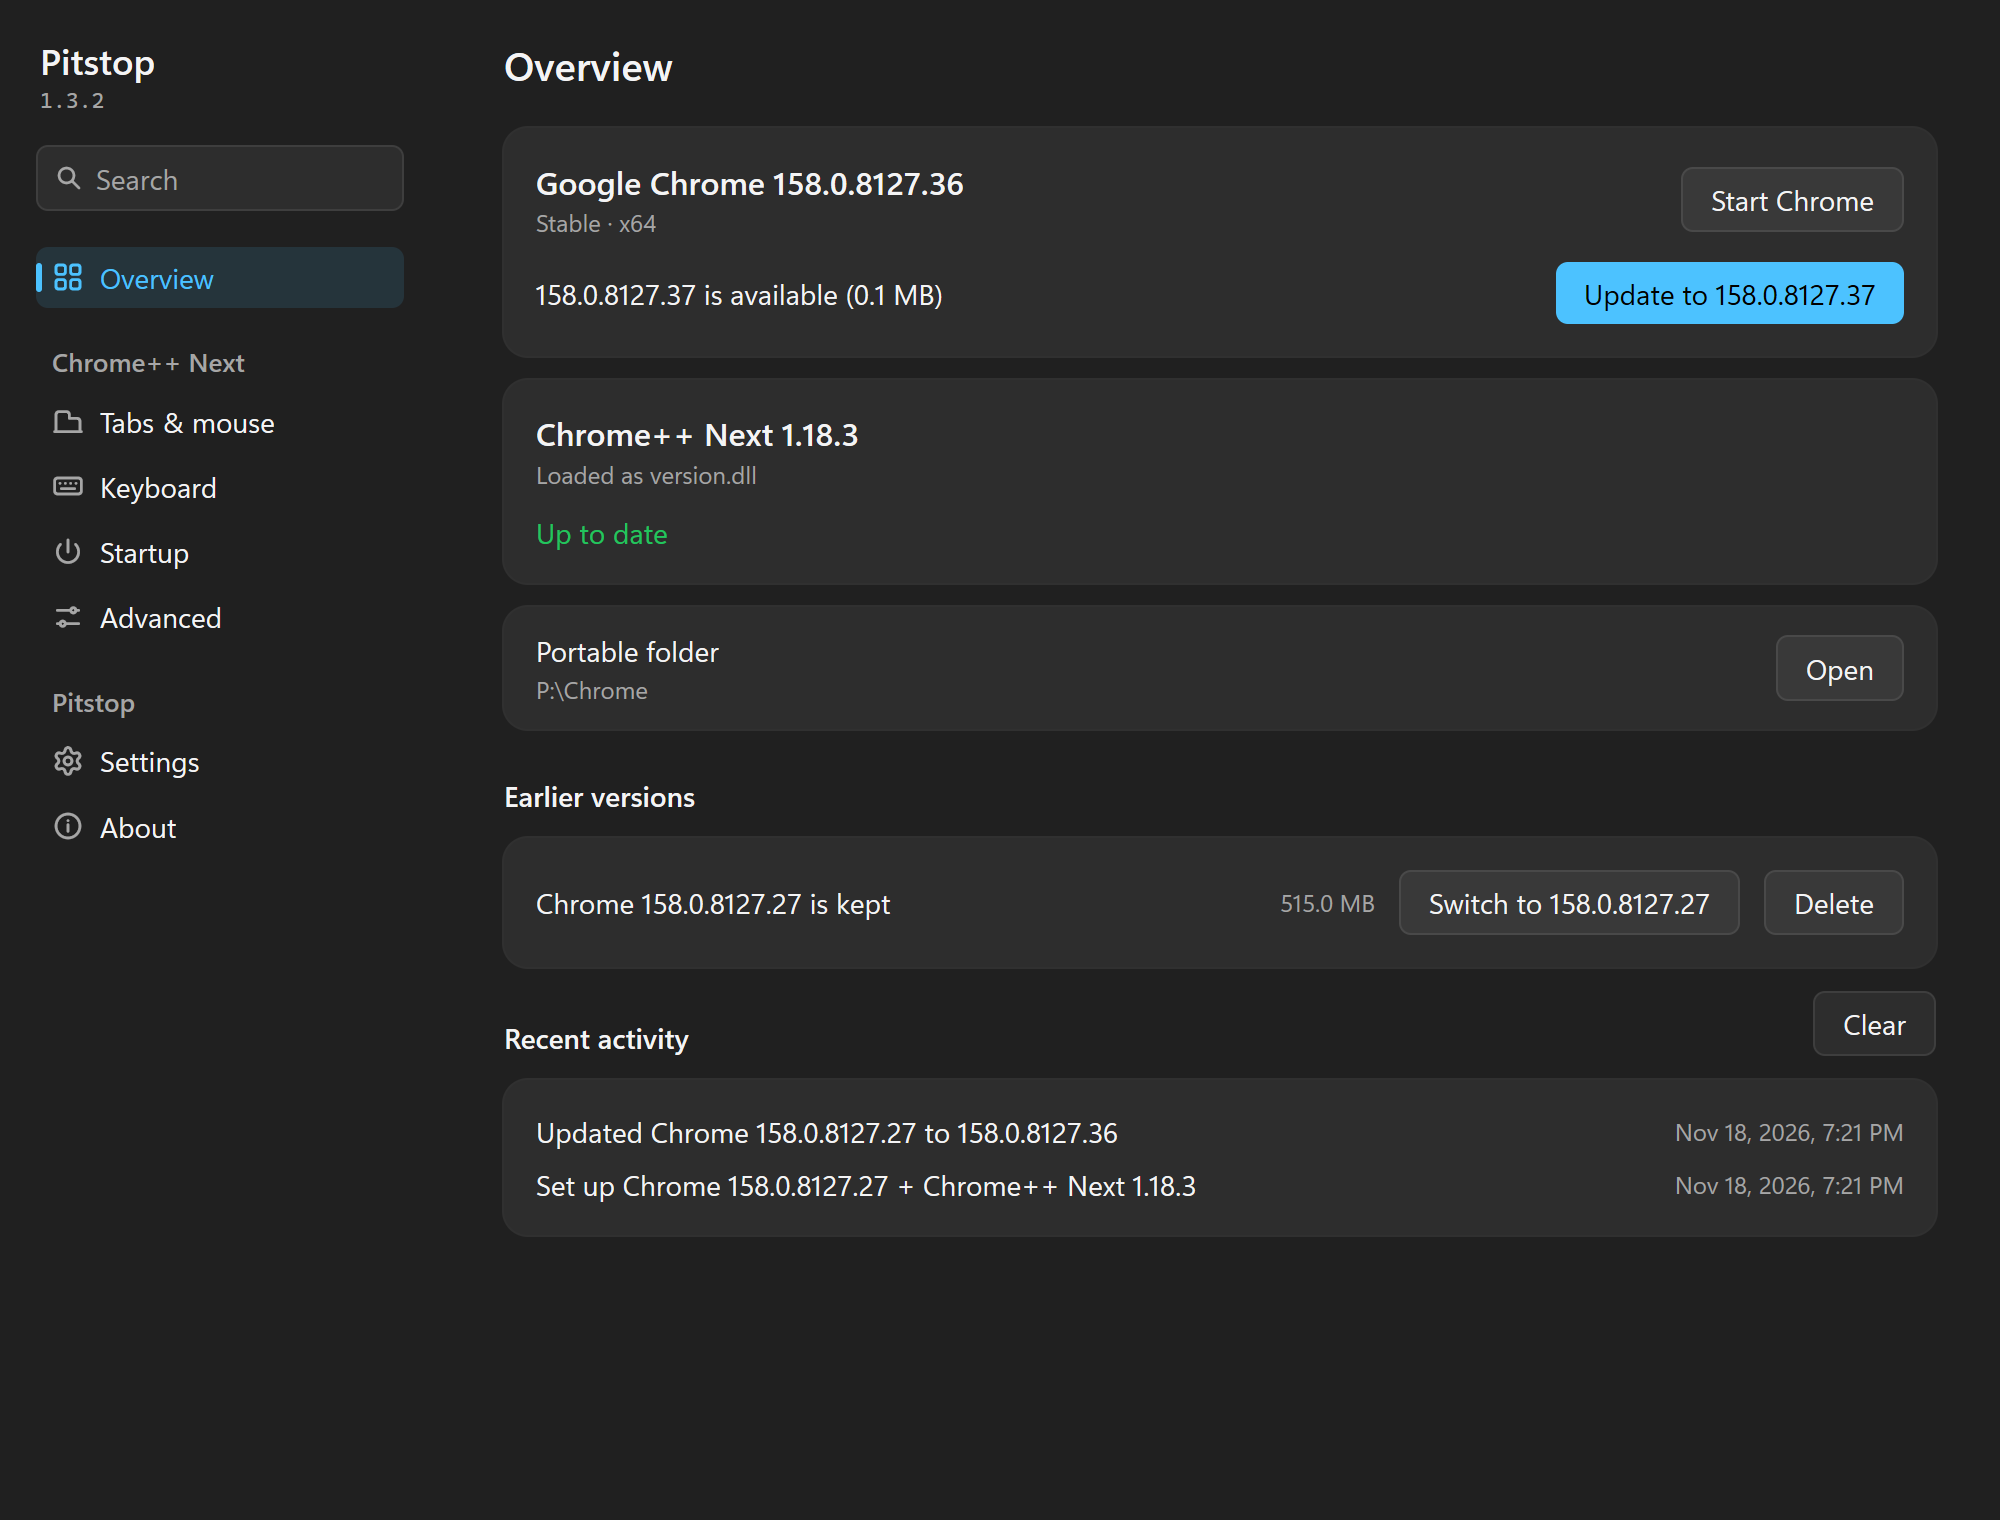 Pitstop
1.3.2
Search
Overview
Chrome++ Next
Tabs & mouse
Keyboard
Startup
Advanced
Pitstop
Settings
About
Overview
Google Chrome 158.0.8127.36
Stable · x64
Start Chrome
158.0.8127.37 is available (0.1 MB)
Update to 158.0.8127.37
Chrome++ Next 1.18.3
Loaded as version.dll
Up to date
Portable folder
P:\Chrome
Open
Earlier versions
Chrome 158.0.8127.27 is kept
515.0 MB
Switch to 158.0.8127.27
Delete
Recent activity
Clear
Updated Chrome 158.0.8127.27 to 158.0.8127.36
Nov 18, 2026, 7:21 PM
Set up Chrome 158.0.8127.27 + Chrome++ Next 1.18.3
Nov 18, 2026, 7:21 PM